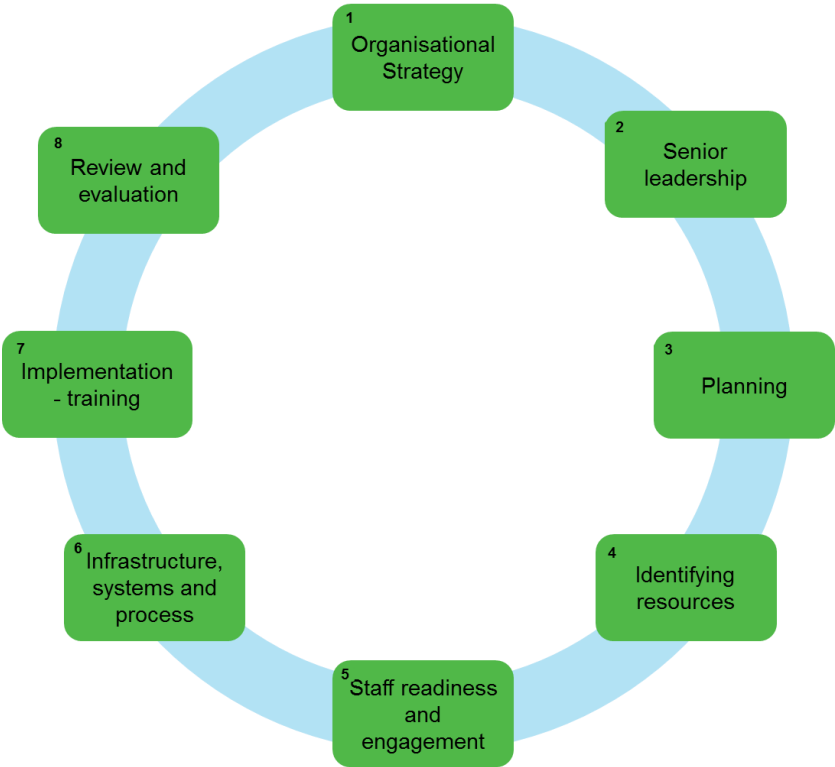 1
Organisational
Strategy
2
Senior
leadership
3
Planning
4
Identifying
resources
5
Staff readiness
and
engagement
6
Infrastructure,
systems and
process
7
Implementation
- training
8
Review and
evaluation